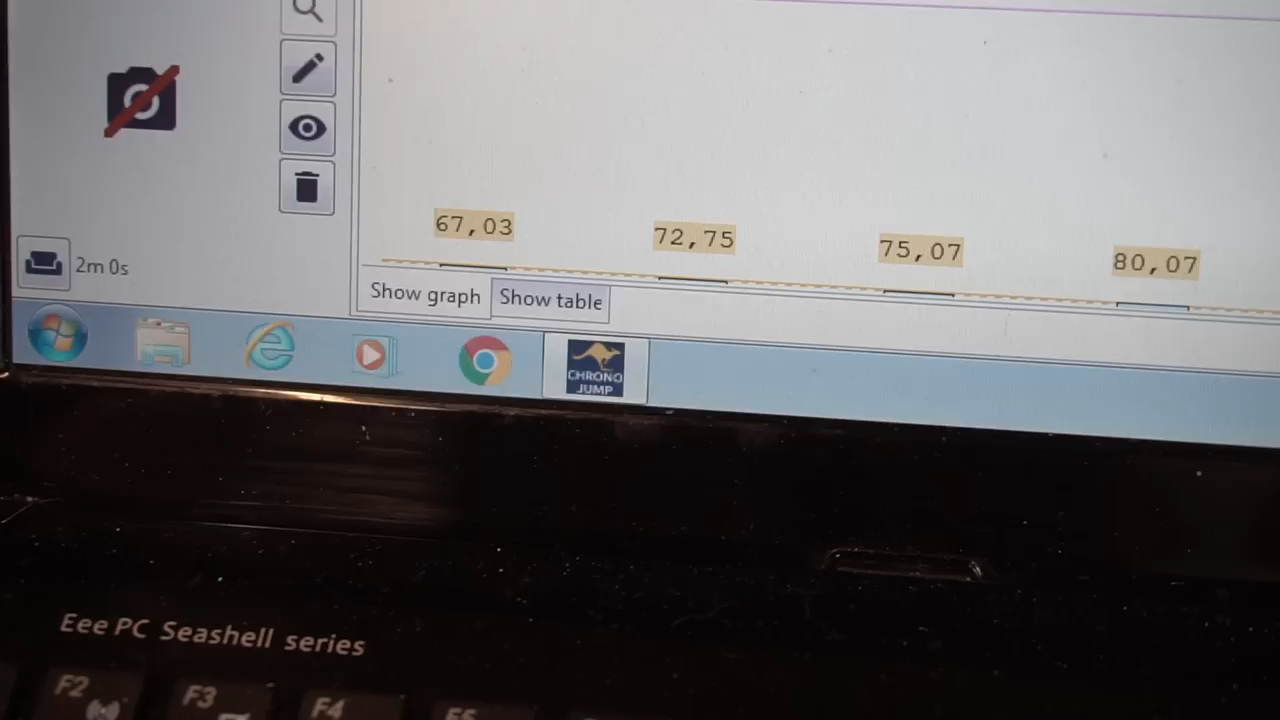 67,03
72,75
75,07
80,07
2m 0s
Show graph
Show table
CHRONO
JUMP
Eee PC Seashell series
F2
F3
F4
F5